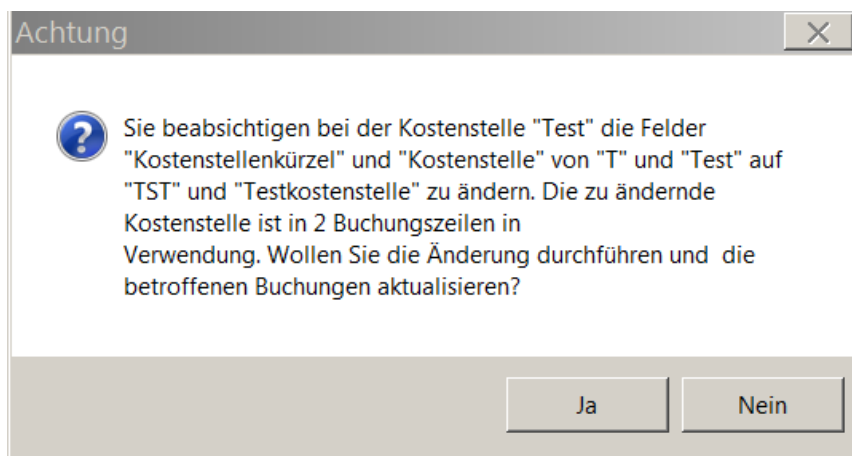 Achtung
Sie beabsichtigen bei der Kostenstelle "Test" die Felder
"Kostenstellenkürzel" und "Kostenstelle" von "T" und "Test" auf
"TST" und "Testkostenstelle" zu ändern. Die zu ändernde
Kostenstelle ist in 2 Buchungszeilen in
Verwendung. Wollen Sie die Änderung durchführen und  die
betroffenen Buchungen aktualisieren?
Ja
Nein